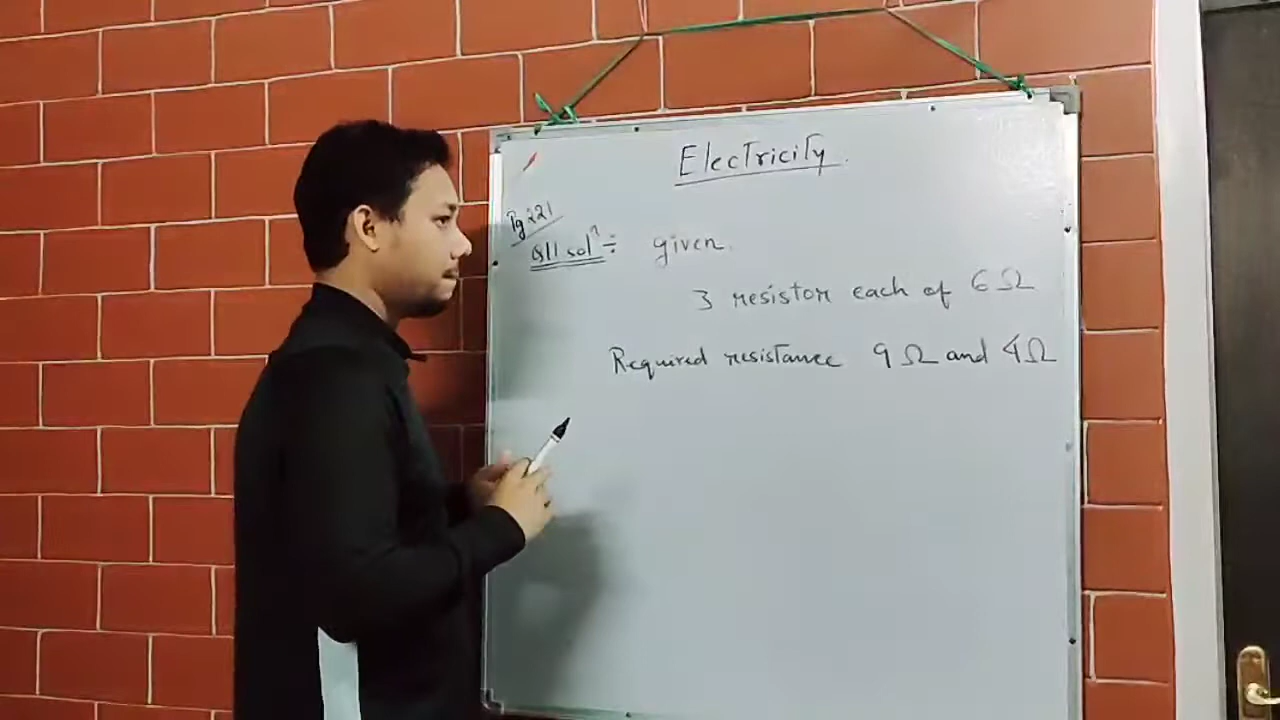 Electricity
Pg 221
Q11 solⁿ ÷ given.
3 resistor each of 6Ω
Required resistance 9Ω and 4Ω